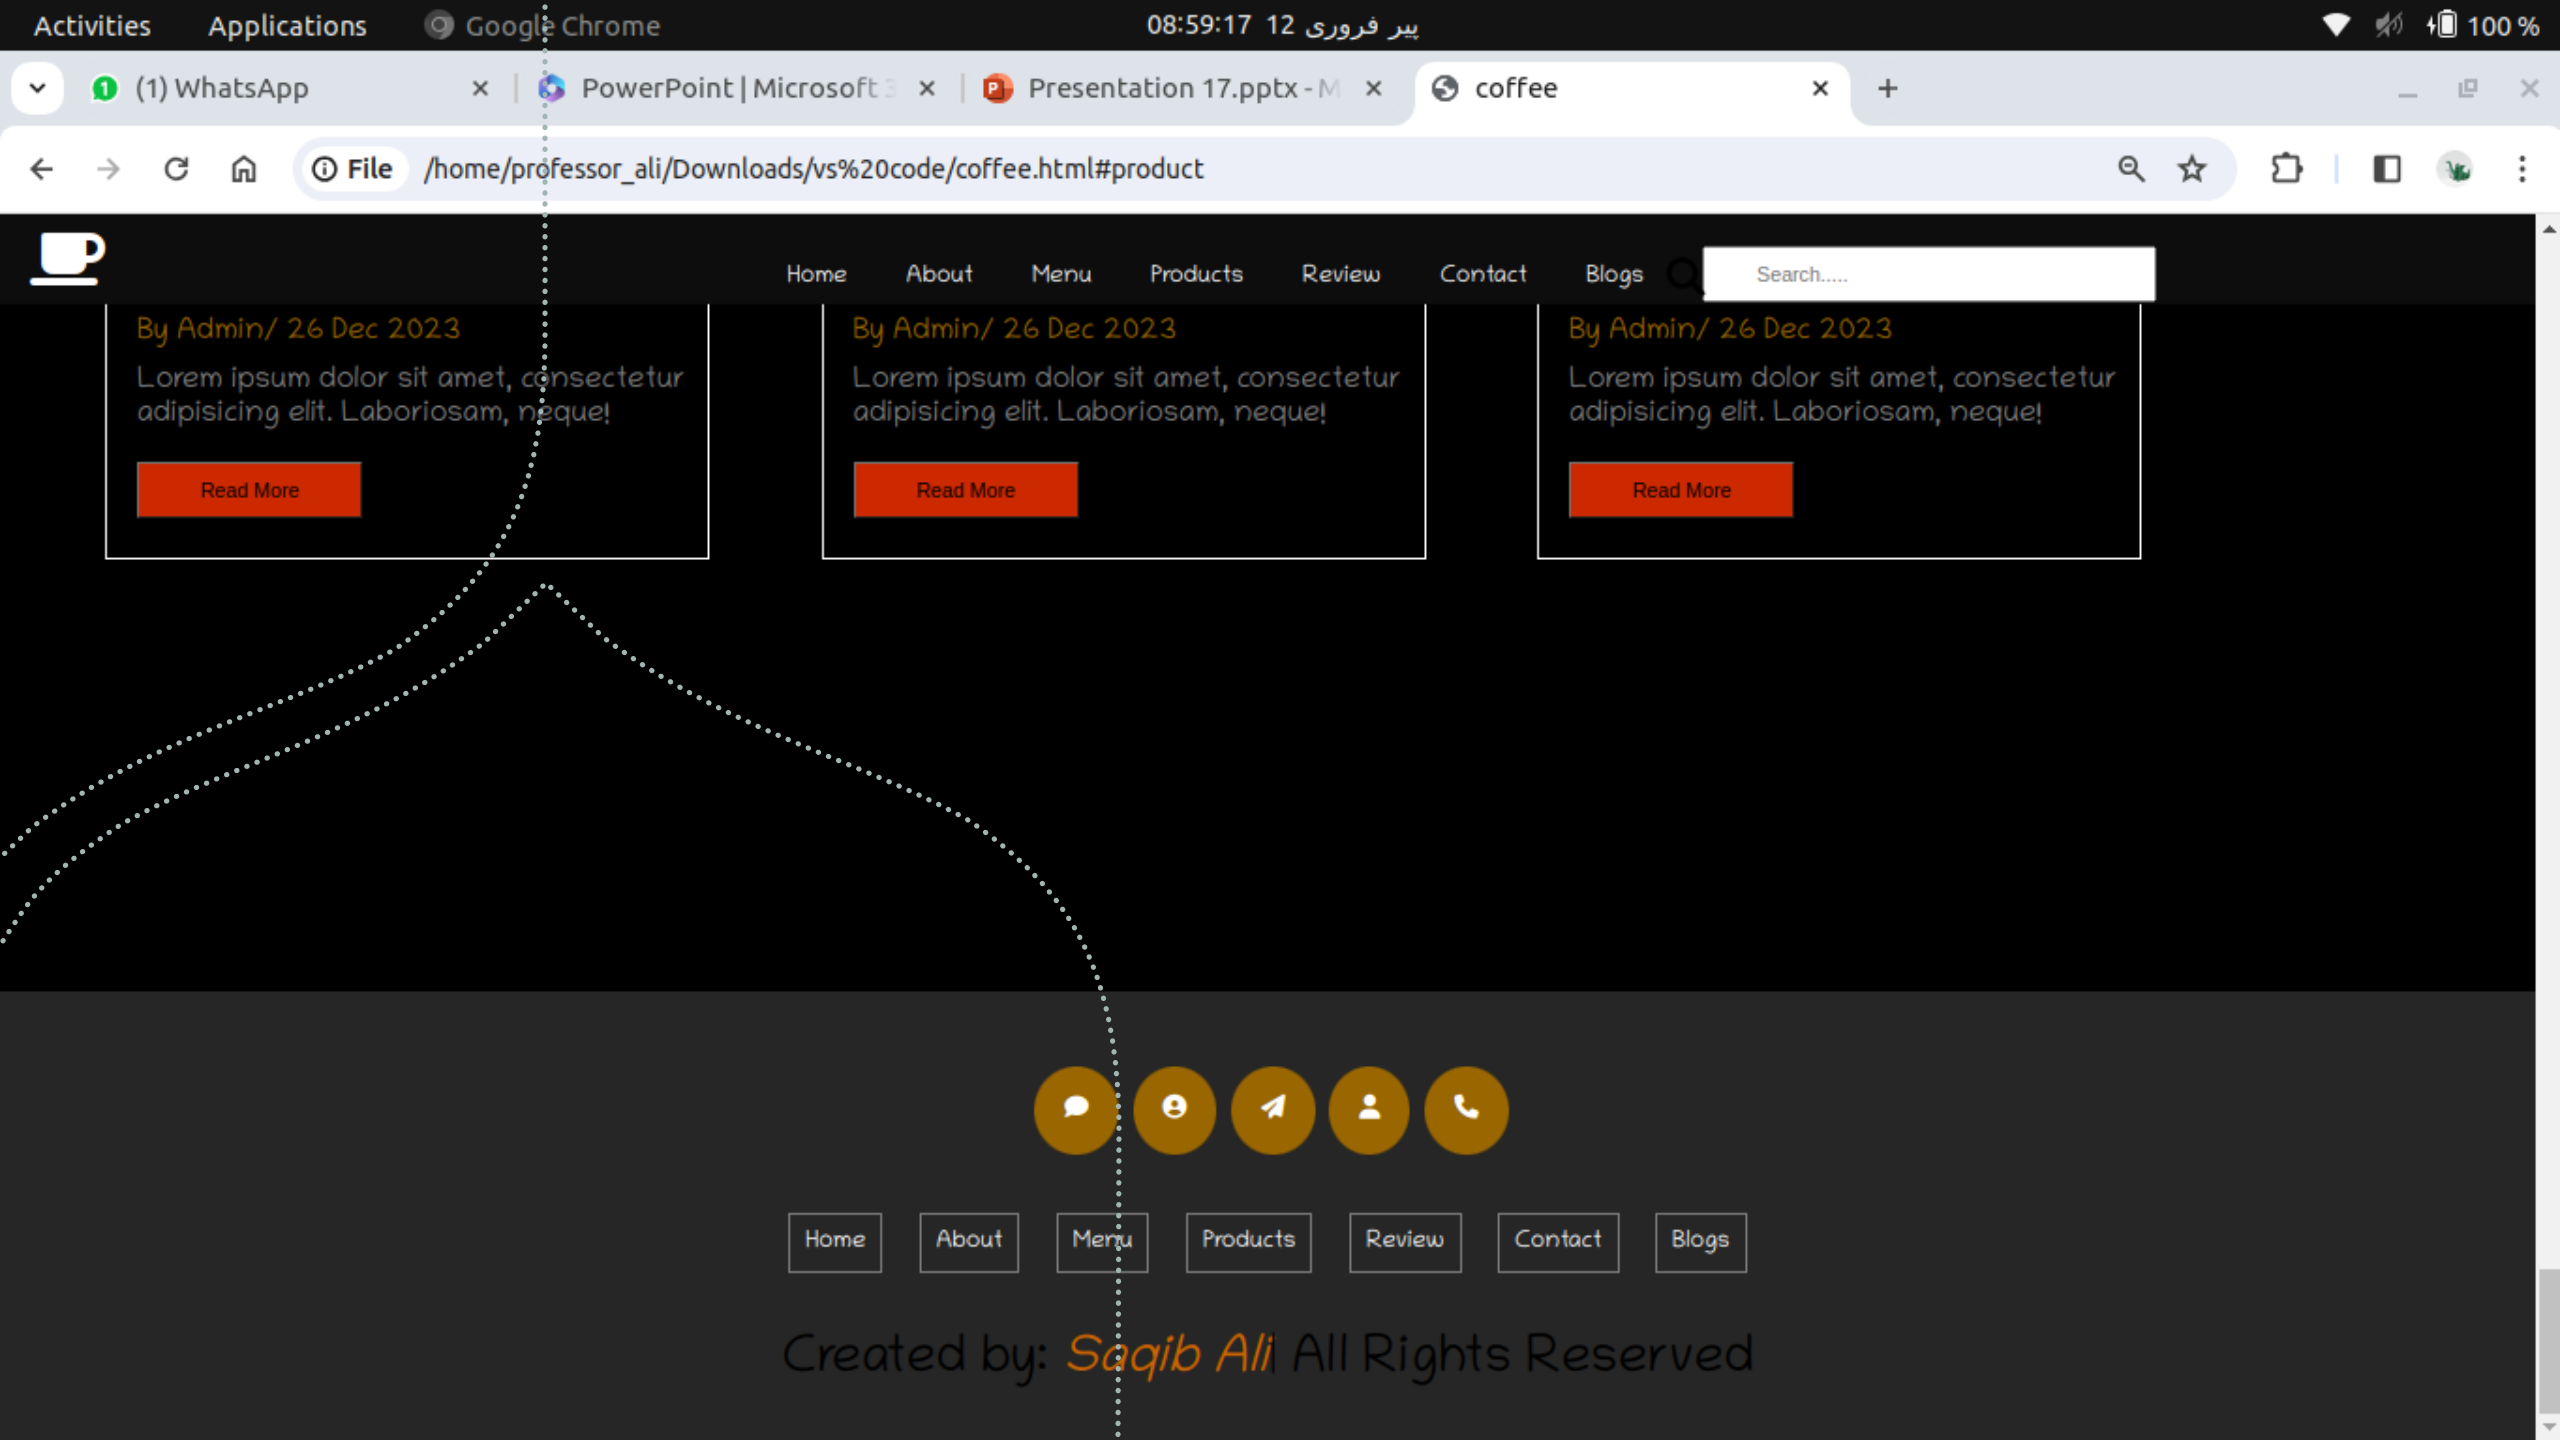 Activities Applications Google Chrome 08:59:17 12 پیر فروری 100 %
(1) WhatsApp PowerPoint | Microsoft 3 Presentation 17.pptx - M coffee
File /home/professor_ali/Downloads/vs%20code/coffee.html#product
Home About Menu Products Review Contact Blogs Search.....
By Admin/ 26 Dec 2023 By Admin/ 26 Dec 2023 By Admin/ 26 Dec 2023
Lorem ipsum dolor sit amet, consectetur Lorem ipsum dolor sit amet, consectetur Lorem ipsum dolor sit amet, consectetur
adipisicing elit. Laboriosam, neque! adipisicing elit. Laboriosam, neque! adipisicing elit. Laboriosam, neque!
Read More Read More Read More
Home About Menu Products Review Contact Blogs
Created by: Saqib Ali| All Rights Reserved